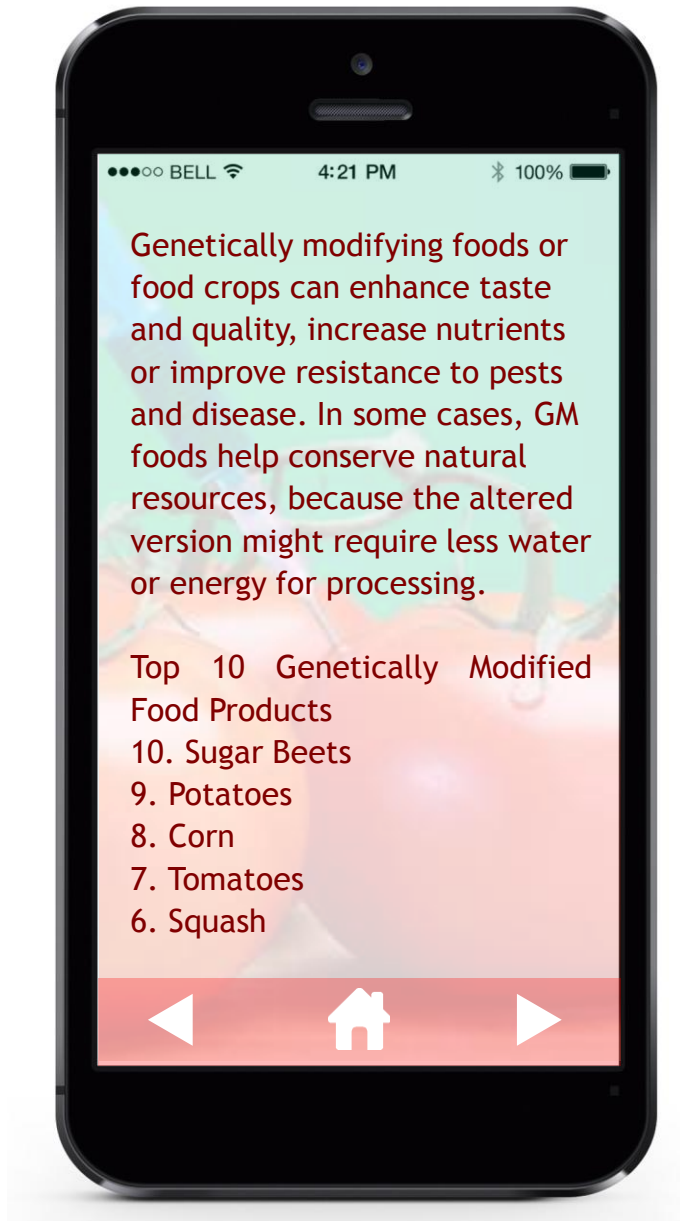 ●●●○○ BELL 4:21 PM 100%
Genetically modifying foods or
food crops can enhance taste
and quality, increase nutrients
or improve resistance to pests
and disease. In some cases, GM
foods help conserve natural
resources, because the altered
version might require less water
or energy for processing.
Top 10 Genetically Modified
Food Products
10. Sugar Beets
9. Potatoes
8. Corn
7. Tomatoes
6. Squash